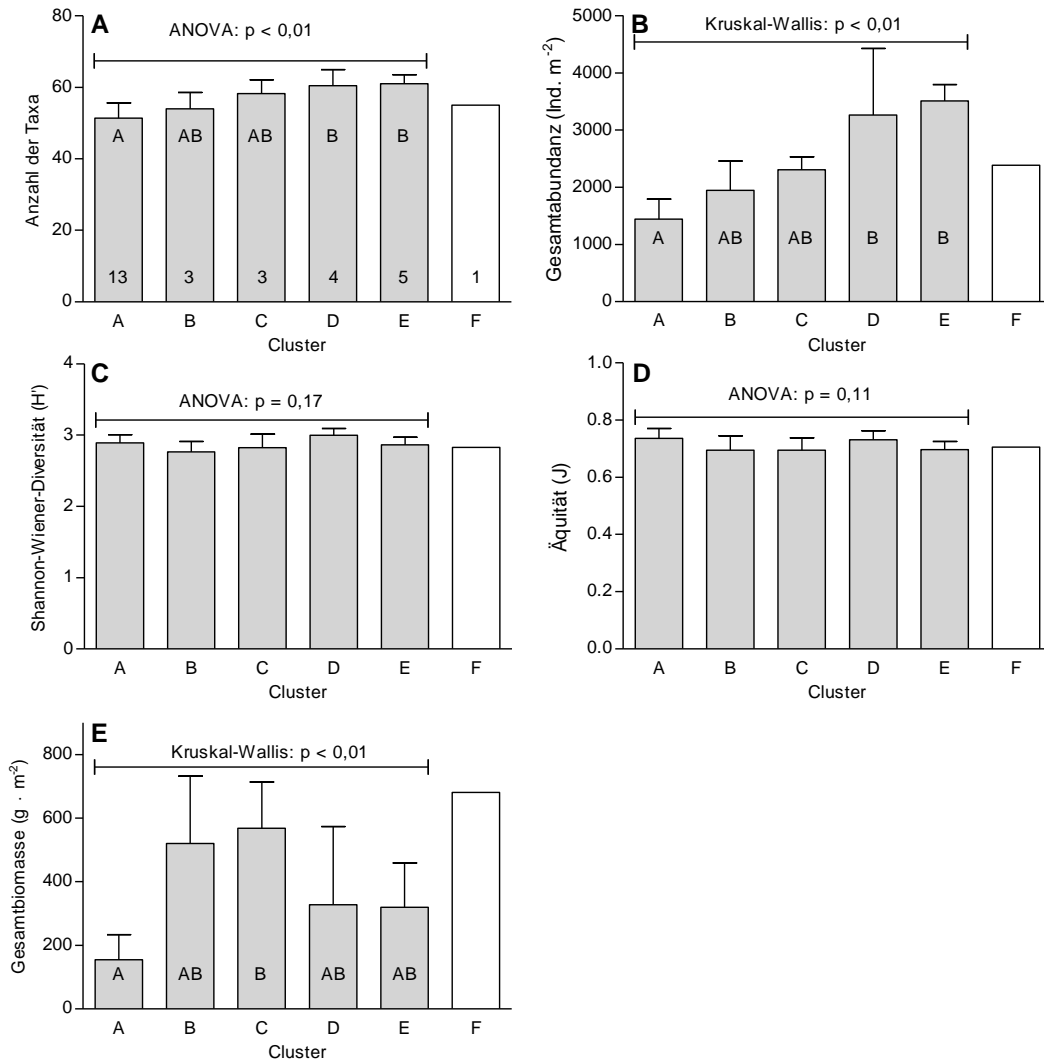 A
ANOVA: p < 0,01
Anzahl der Taxa
80
60
40
20
0
A AB AB B B
13 3 3 4 5 1
A B C D E F
Cluster
B
Kruskal-Wallis: p < 0,01
Gesamtabundanz (Ind. m-2)
5000
4000
3000
2000
1000
0
A AB AB B B
A B C D E F
Cluster
C
ANOVA: p = 0,17
Shannon-Wiener-Diversität (H')
4
3
2
1
0
A B C D E F
Cluster
D
ANOVA: p = 0,11
Äquität (J)
1.0
0.8
0.6
0.4
0.2
0.0
A B C D E F
Cluster
E
Kruskal-Wallis: p < 0,01
Gesamtbiomasse (g · m-2)
800
600
400
200
0
A AB B AB AB
A B C D E F
Cluster